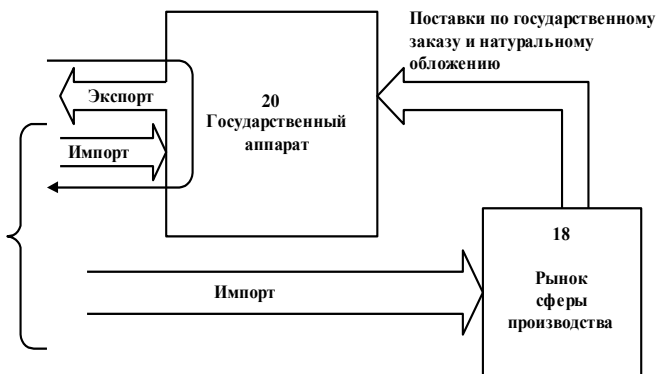 Поставки по государственному
заказу и натуральному
обложению
Экспорт
20
Государственный
аппарат
Импорт
18
Рынок
сферы
производства
Импорт